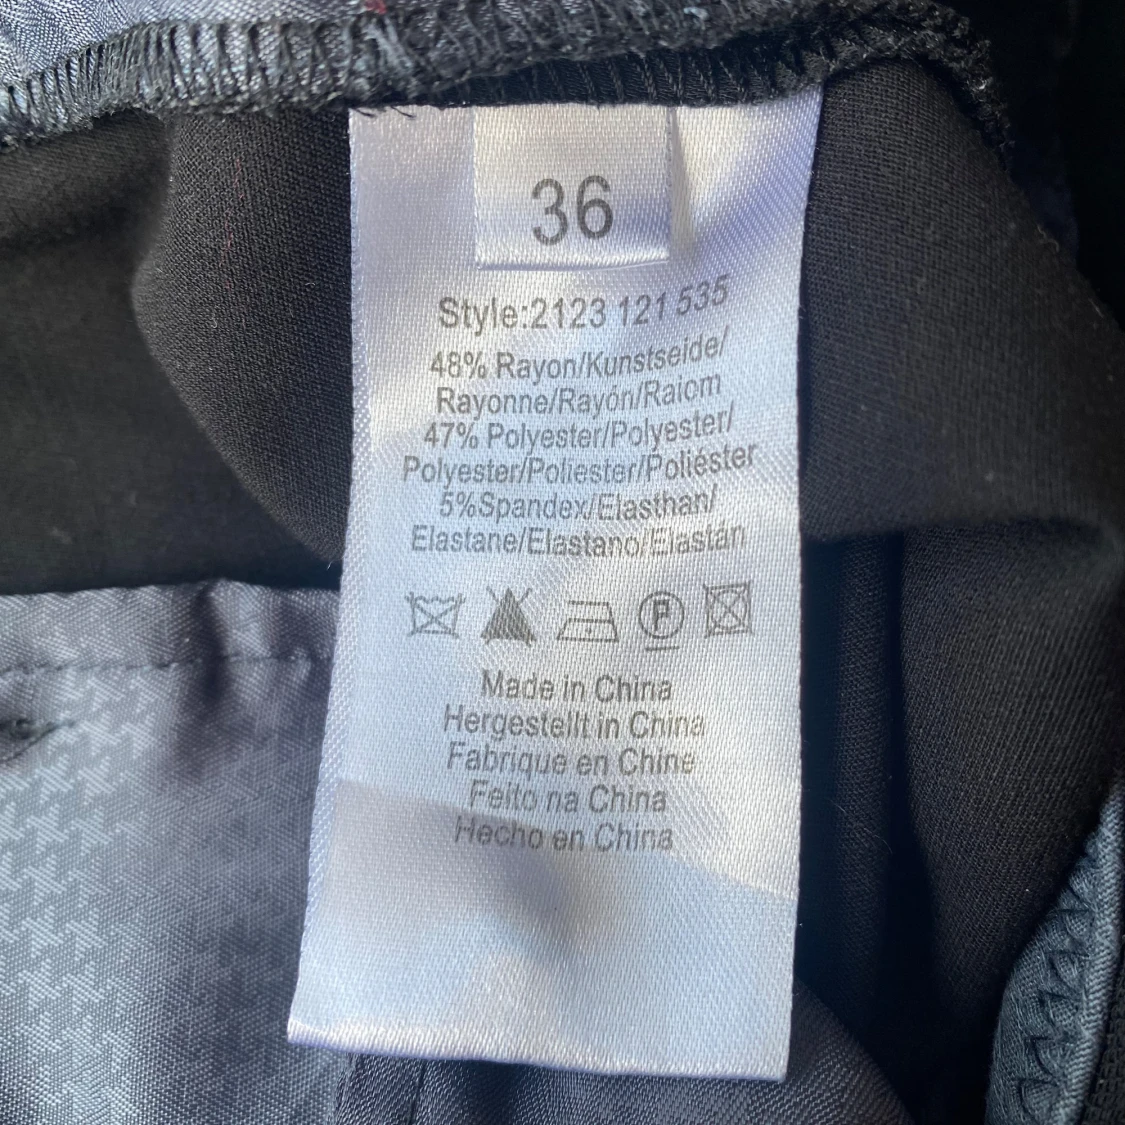 36
Style:2123 121 535
48% Rayon/Kunstseide/
Rayonne/Rayón/Raiom
47% Polyester/Polyester/
Polyester/Poliester/Poliéster
5%Spandex/Elasthan/
Elastane/Elastano/Elastán
P
Made in China
Hergestellt in China
Fabrique en Chine
Feito na China
Hecho en China